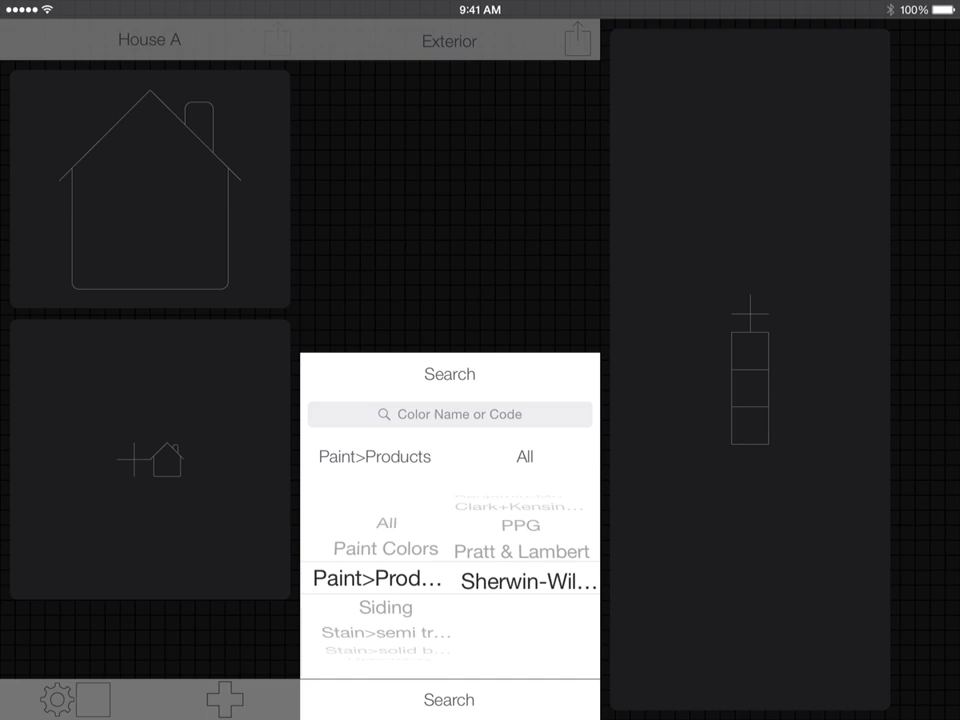 9:41 AM
100%
House A
Exterior
Search
Color Name or Code
Paint>Products
All
Clark+Kensin...
All
PPG
Paint Colors
Pratt & Lambert
Paint>Prod...
Sherwin-Wil...
Siding
Stain>semi tr...
Stain>solid b...
Search